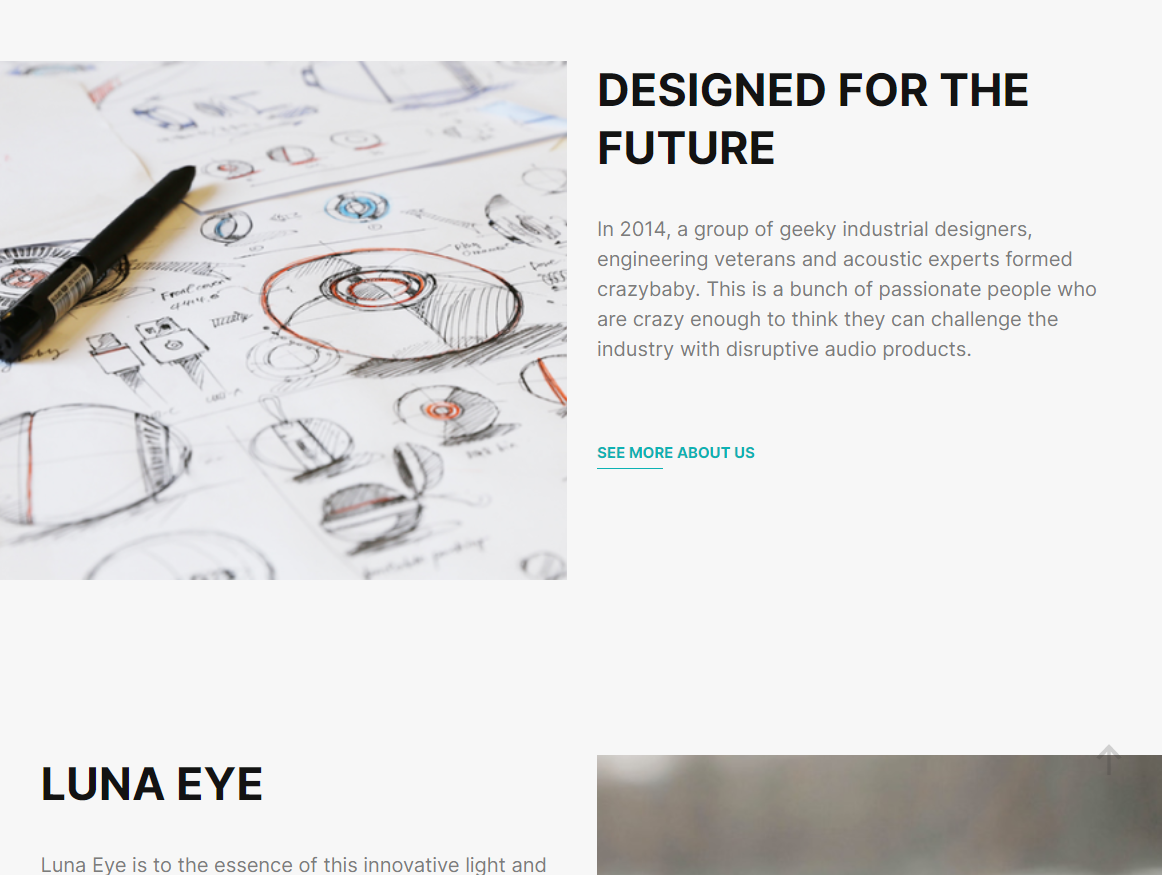 DESIGNED FOR THE
FUTURE
In 2014, a group of geeky industrial designers,
engineering veterans and acoustic experts formed
crazybaby. This is a bunch of passionate people who
are crazy enough to think they can challenge the
industry with disruptive audio products.
SEE MORE ABOUT US
LUNA EYE
Luna Eye is to the essence of this innovative light and